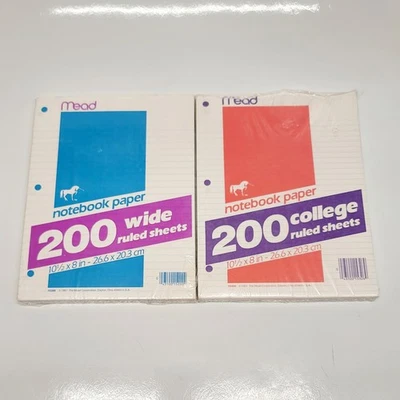 Mead
notebook paper
200 wide
ruled sheets
10½ x 8 in - 26.6 x 20.3 cm
Mead
notebook paper
200 college
ruled sheets
10½ x 8 in - 26.6 x 20.3 cm